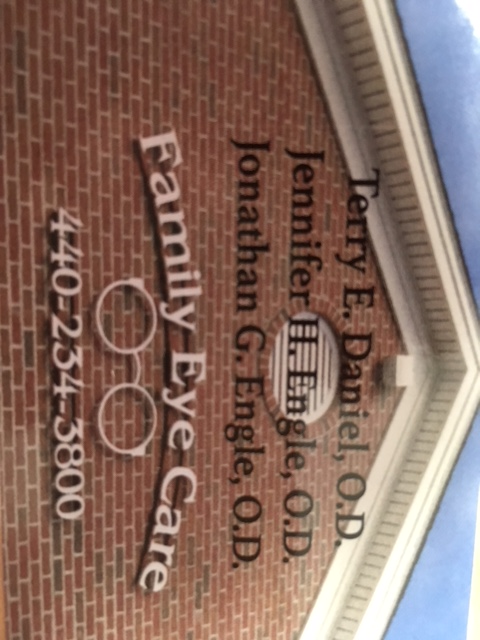 Terry E. Daniel, O.D.
Jennifer H. Engle, O.D.
Jonathan G. Engle, O.D.
Family Eye Care
440-234-3800